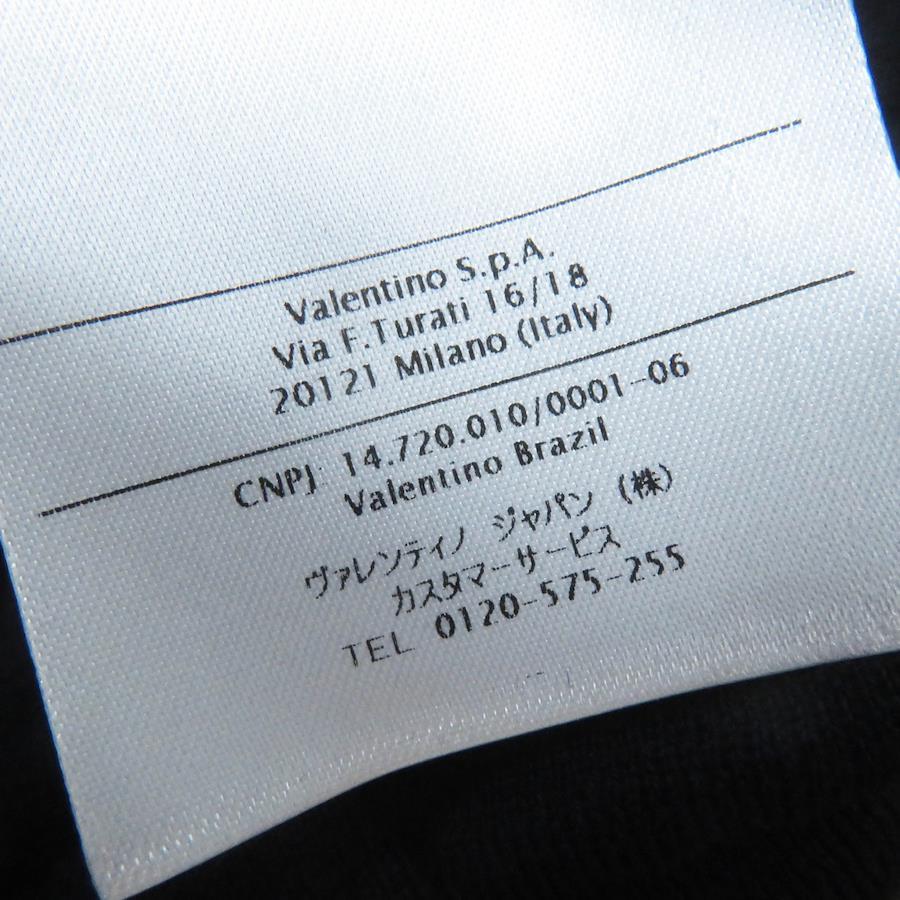 Valentino S.p.A.
Via F.Turati 16/18
20121 Milano (Italy)
CNPJ: 14.720.010/0001-06
Valentino Brazil
ヴァレンティノ ジャパン (株)
カスタマーサービス
TEL 0120-575-255